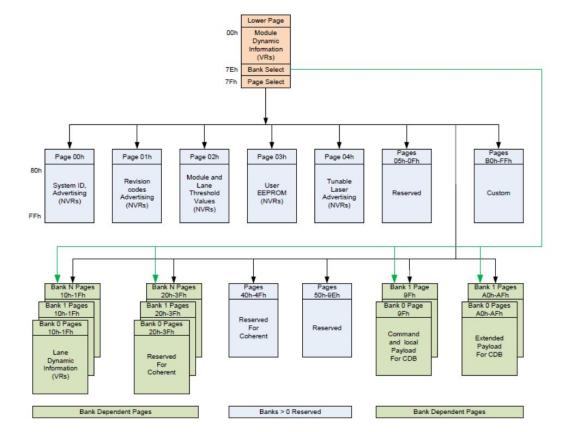 Lower Page
00h
Module
Dynamic
Information
(VRs)
7Eh
Bank Select
7Fh
Page Select
Page 00h
Page 01h
Page 02h
Page 03h
Page 04h
Pages
05h-0Fh
Pages
B0h-FFh
80h
System ID,
Advertising
(NVRs)
Revision
codes
Advertising
(NVRs)
Module and
Lane
Threshold
Values
(NVRs)
User
EEPROM
(NVRs)
Tunable
Laser
Advertising
(NVRs)
Reserved
Custom
FFh
Bank N Pages
10h-1Fh
Bank 1 Pages
10h-1Fh
Bank 0 Pages
10h-1Fh
Lane
Dynamic
Information
(VRs)
Bank N Pages
20h-3Fh
Bank 1 Pages
20h-3Fh
Bank 0 Pages
20h-3Fh
Reserved
For
Coherent
Pages
40h-4Fh
Reserved
For
Coherent
Pages
50h-9Eh
Reserved
Bank 1 Page
9Fh
Bank 0 Page
9Fh
Command
and local
Payload
For CDB
Bank 1 Pages
A0h-AFh
Bank 0 Pages
A0h-AFh
Extended
Payload
For CDB
Bank Dependent Pages
Banks > 0 Reserved
Bank Dependent Pages